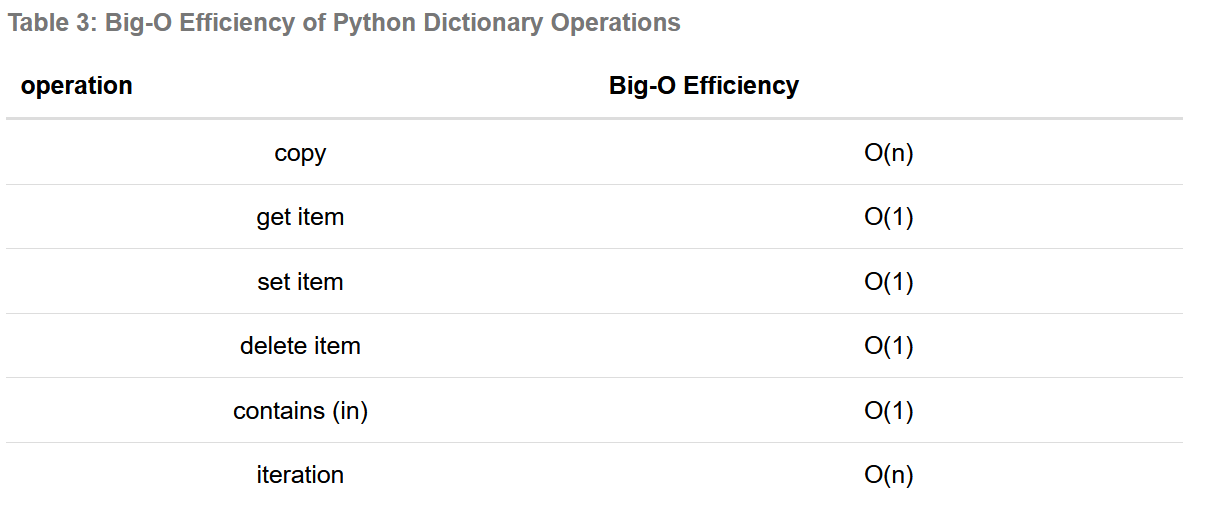 Table 3: Big-O Efficiency of Python Dictionary Operations
operation Big-O Efficiency
copy O(n)
get item O(1)
set item O(1)
delete item O(1)
contains (in) O(1)
iteration O(n)